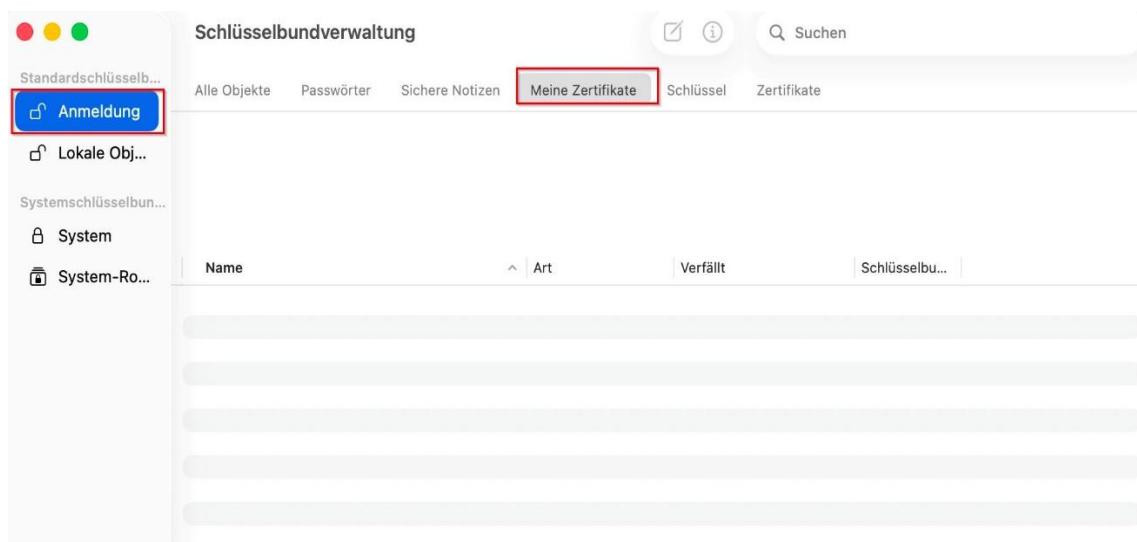 Schlüsselbundverwaltung
Suchen
Standardschlüsselb...
Anmeldung
Lokale Obj...
Systemschlüsselbun...
System
System-Ro...
Alle Objekte Passwörter Sichere Notizen Meine Zertifikate Schlüssel Zertifikate
Name Art Verfällt Schlüsselbu...